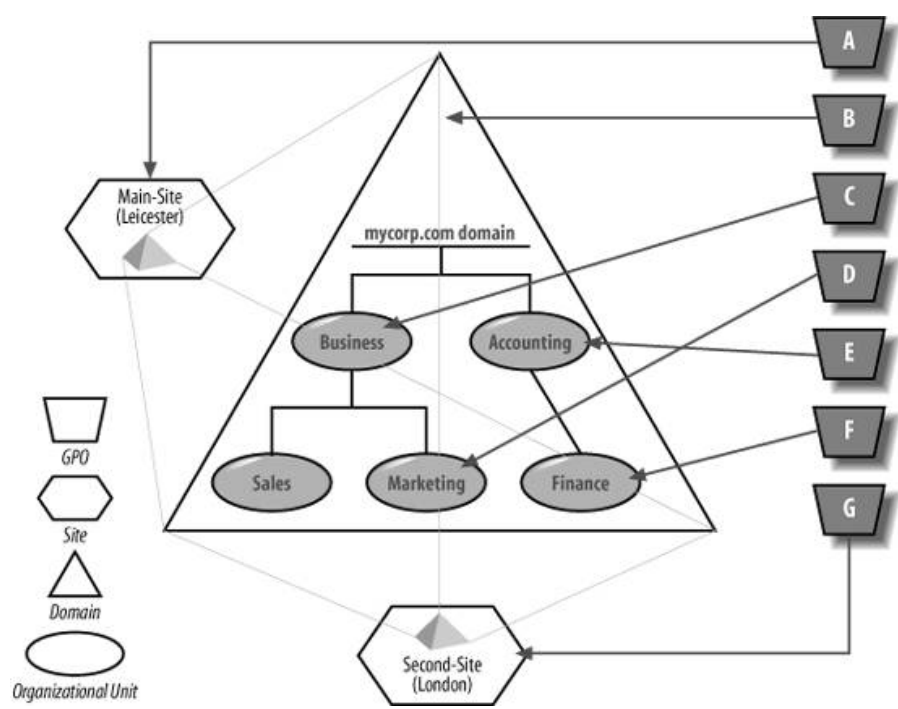 A
B
Main-Site
(Leicester)
C
mycorp.com domain
D
Business
Accounting
E
GPO
F
Sales
Marketing
Finance
G
Site
Domain
Second-Site
(London)
Organizational Unit